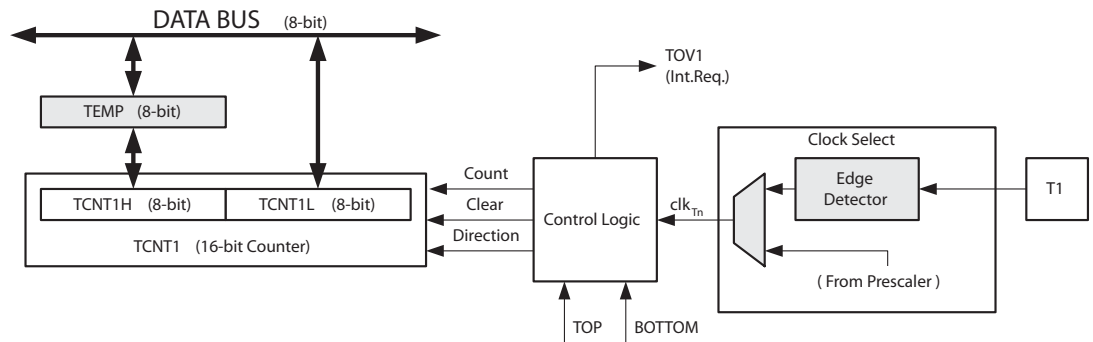 DATA BUS (8-bit)
TEMP (8-bit)
TCNT1H (8-bit)
TCNT1L (8-bit)
TCNT1 (16-bit Counter)
Count
Clear
Direction
TOV1
(Int.Req.)
Control Logic
TOP
BOTTOM
clkTn
Clock Select
Edge
Detector
( From Prescaler )
T1